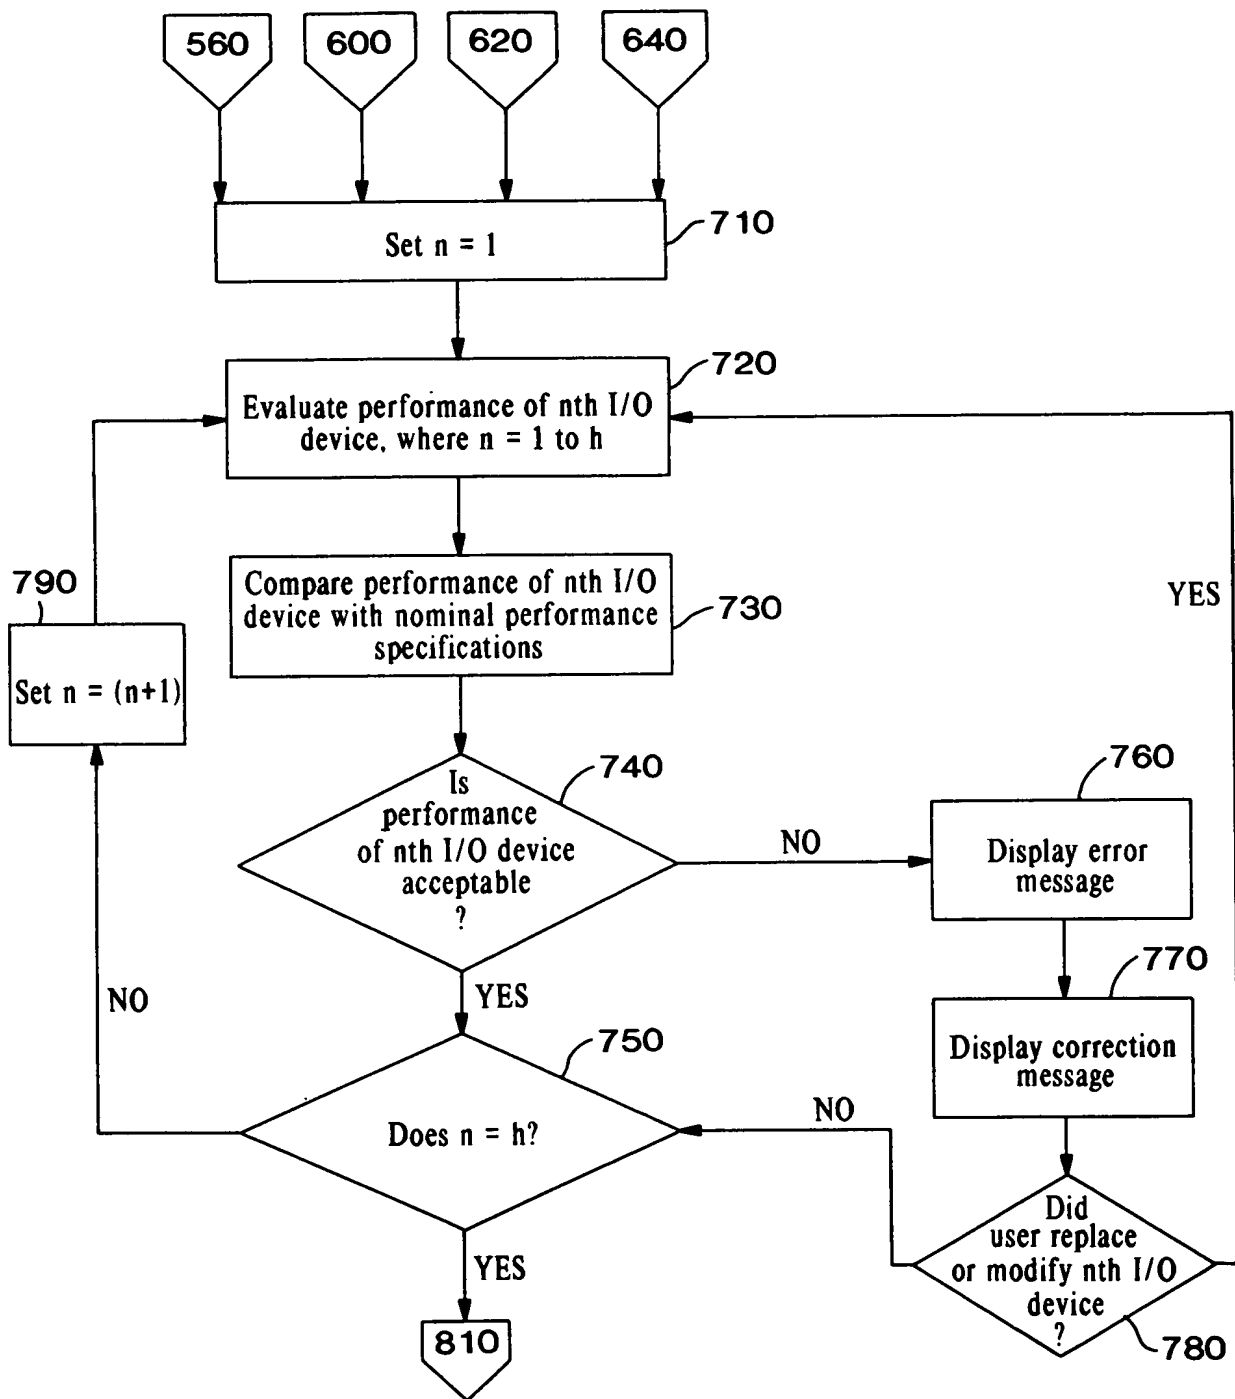 560
600
620
640
Set n = 1
710
Evaluate performance of nth I/O
device, where n = 1 to h
720
Compare performance of nth I/O
device with nominal performance
specifications
730
790
Set n = (n+1)
YES
Is
performance
of nth I/O device
acceptable
?
740
NO
760
Display error
message
770
Display correction
message
YES
NO
Does n = h?
750
NO
Did
user replace
or modify nth I/O
device
?
780
YES
810